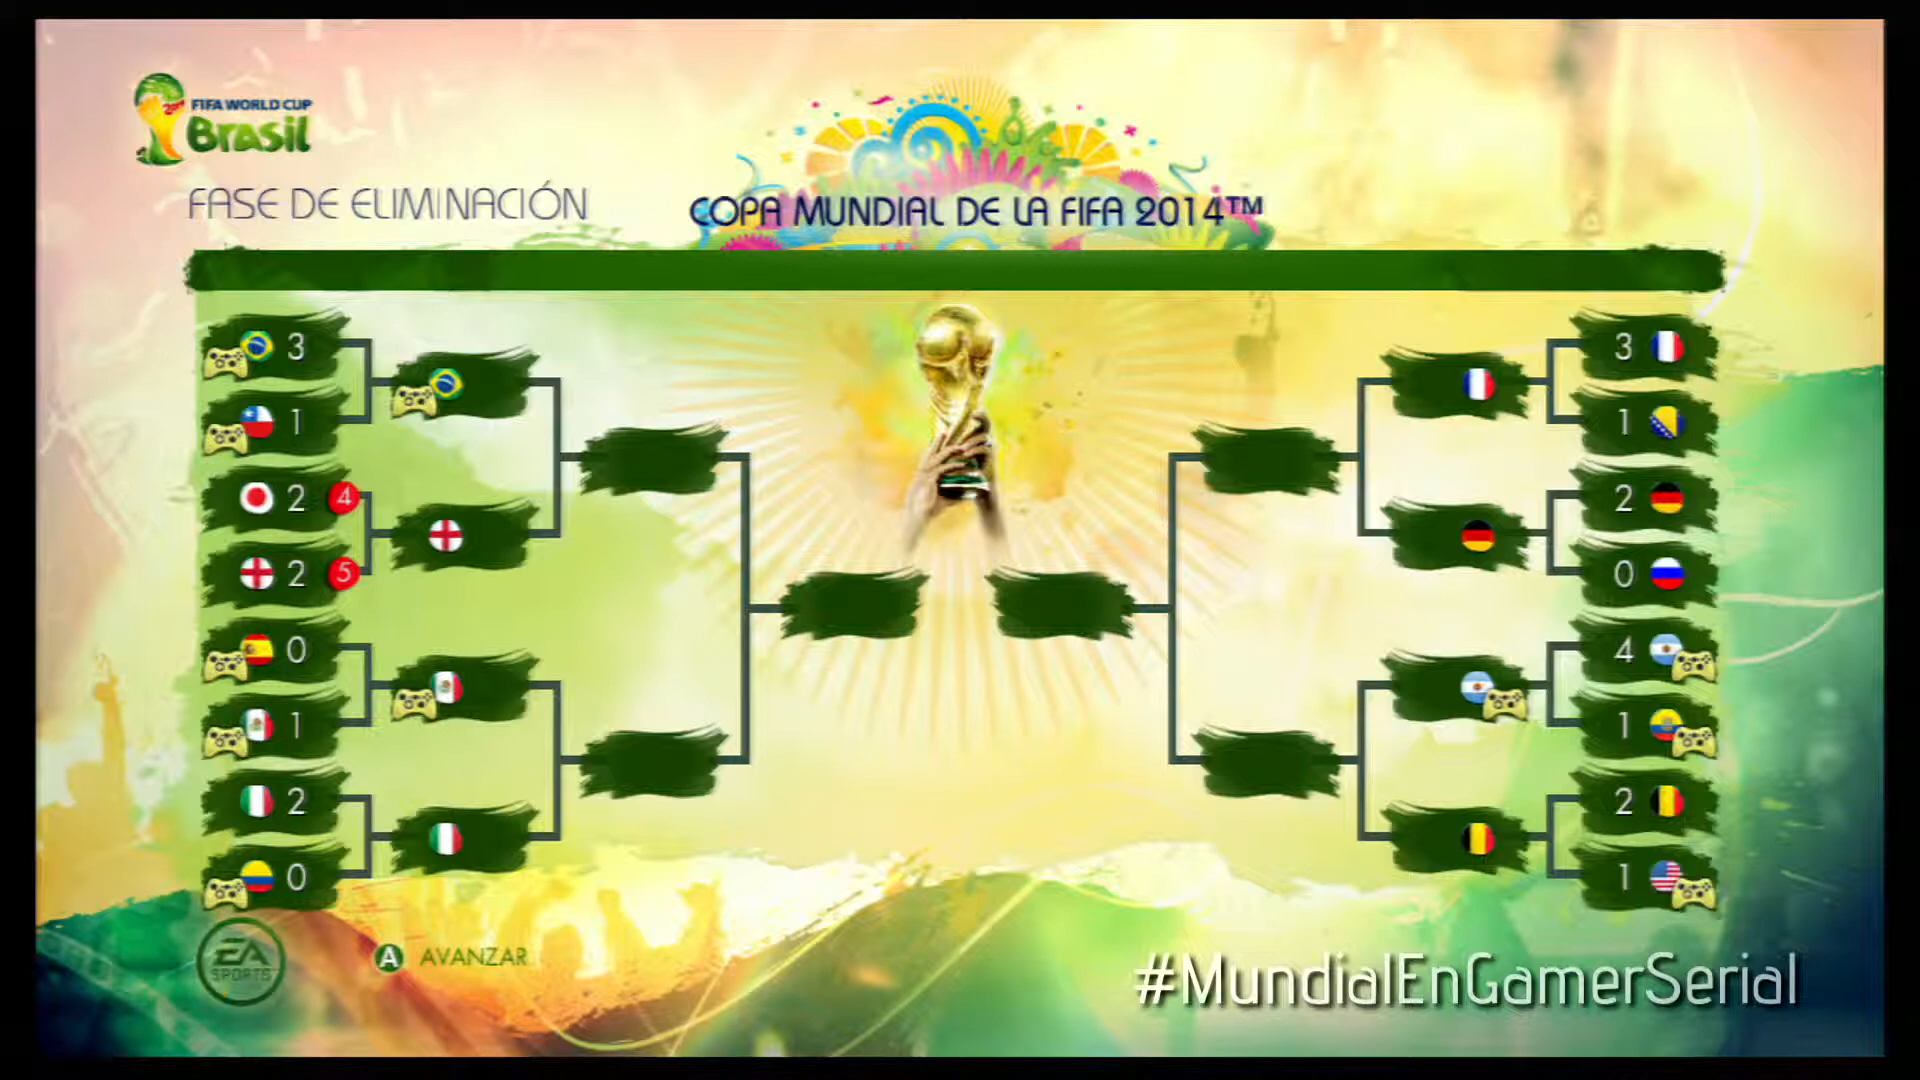 FIFA WORLD CUP
Brasil
FASE DE ELIMINACIÓN
COPA MUNDIAL DE LA FIFA 2014™
3
1
2 4
2 5
0
1
2
0
3
1
2
0
4
1
2
1
EA
SPORTS
A AVANZAR
#MundialEnGamerSerial